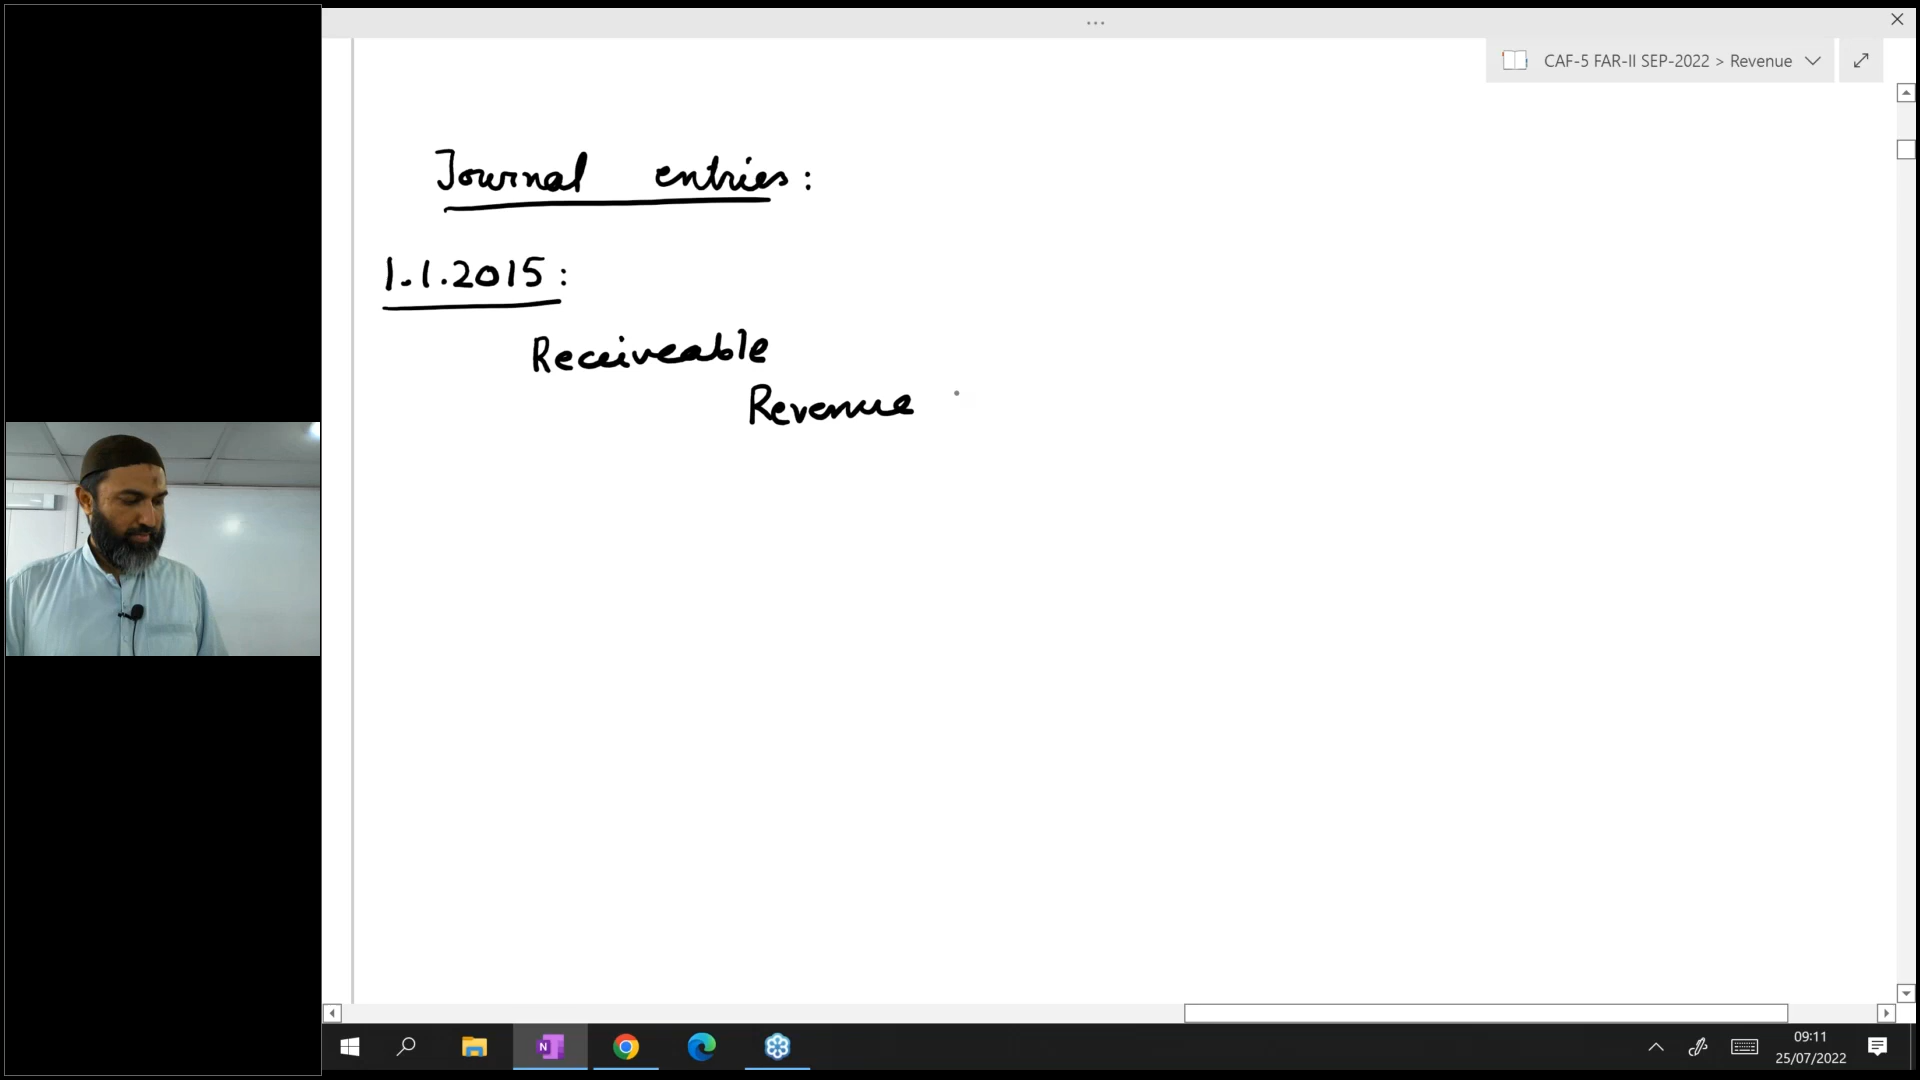 CAF-5 FAR-II SEP-2022 > Revenue
Journal entries:
1.1.2015:
Receiveable
Revenue
09:11
25/07/2022